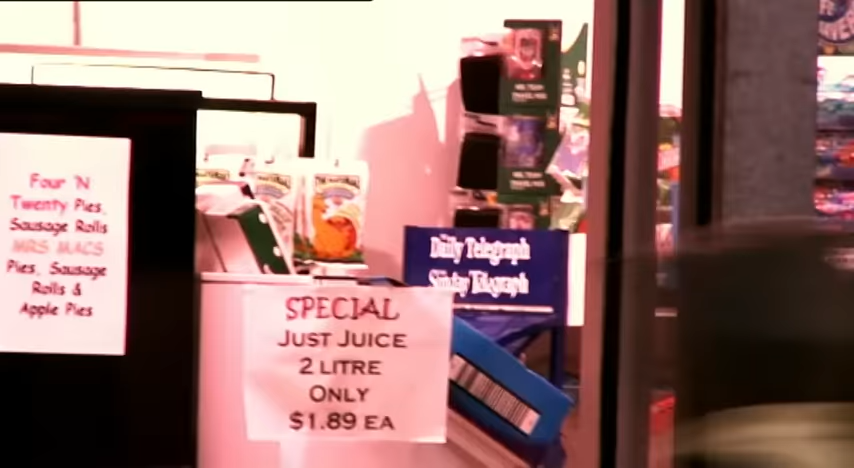 Four 'N
Twenty Pies,
Sausage Rolls
MRS MACS
Pies, Sausage
Rolls &
Apple Pies
Daily Telegraph
Sunday Telegraph
SPECIAL
JUST JUICE
2 LITRE
ONLY
$1.89 EA